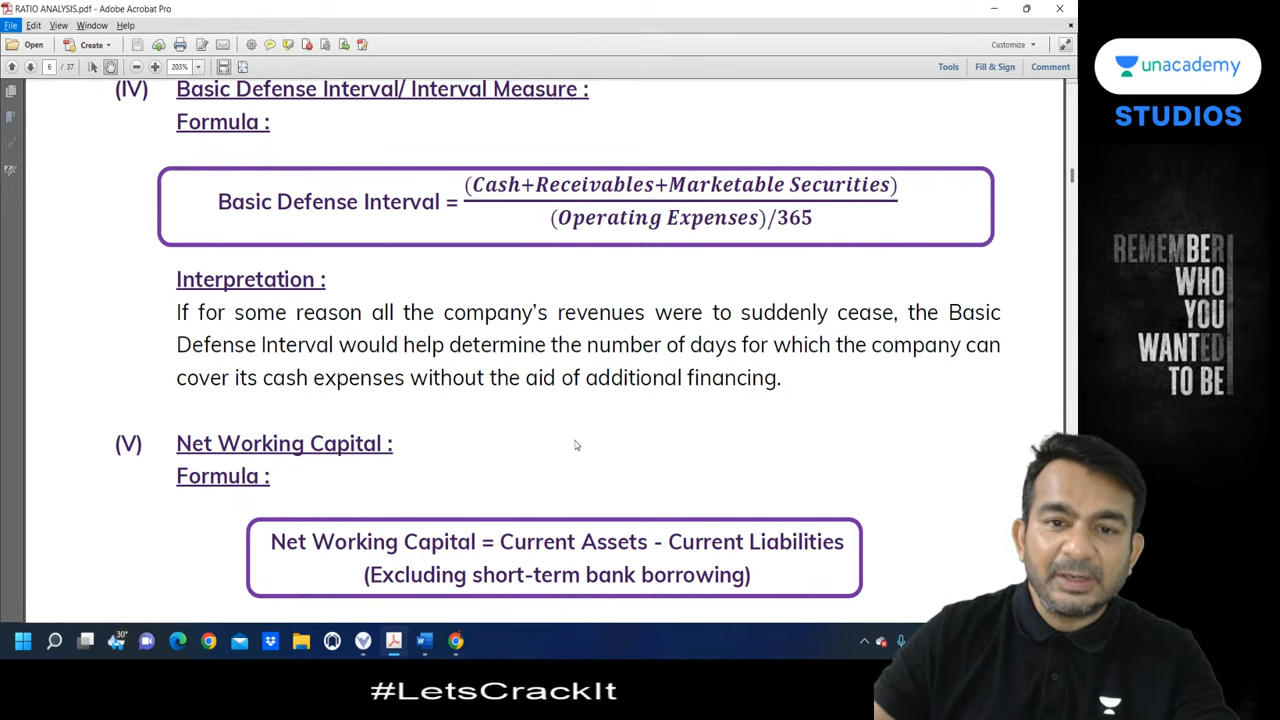 RATIO ANALYSIS.pdf - Adobe Acrobat Pro
File Edit View Window Help
Open Create Customize
6 / 37 203% Tools Fill & Sign Comment
(IV) Basic Defense Interval/ Interval Measure :
Formula :
Basic Defense Interval = (Cash+Receivables+Marketable Securities)
(Operating Expenses)/365
Interpretation :
If for some reason all the company's revenues were to suddenly cease, the Basic
Defense Interval would help determine the number of days for which the company can
cover its cash expenses without the aid of additional financing.
(V) Net Working Capital :
Formula :
Net Working Capital = Current Assets - Current Liabilities
(Excluding short-term bank borrowing)
30°
#LetsCrackIt
unacademy
STUDIOS
REMEMBER
WHO
YOU
WANTED
TO BE